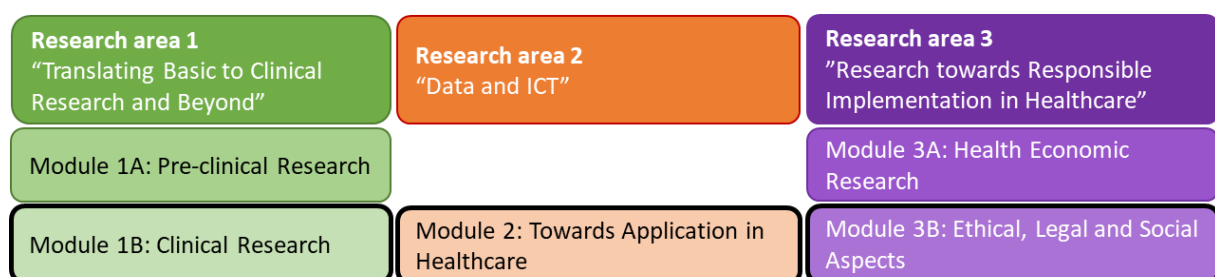 Research area 1
“Translating Basic to Clinical
Research and Beyond”
Research area 2
“Data and ICT”
Research area 3
”Research towards Responsible
Implementation in Healthcare”
Module 1A: Pre-clinical Research
Module 3A: Health Economic
Research
Module 1B: Clinical Research
Module 2: Towards Application in
Healthcare
Module 3B: Ethical, Legal and Social
Aspects